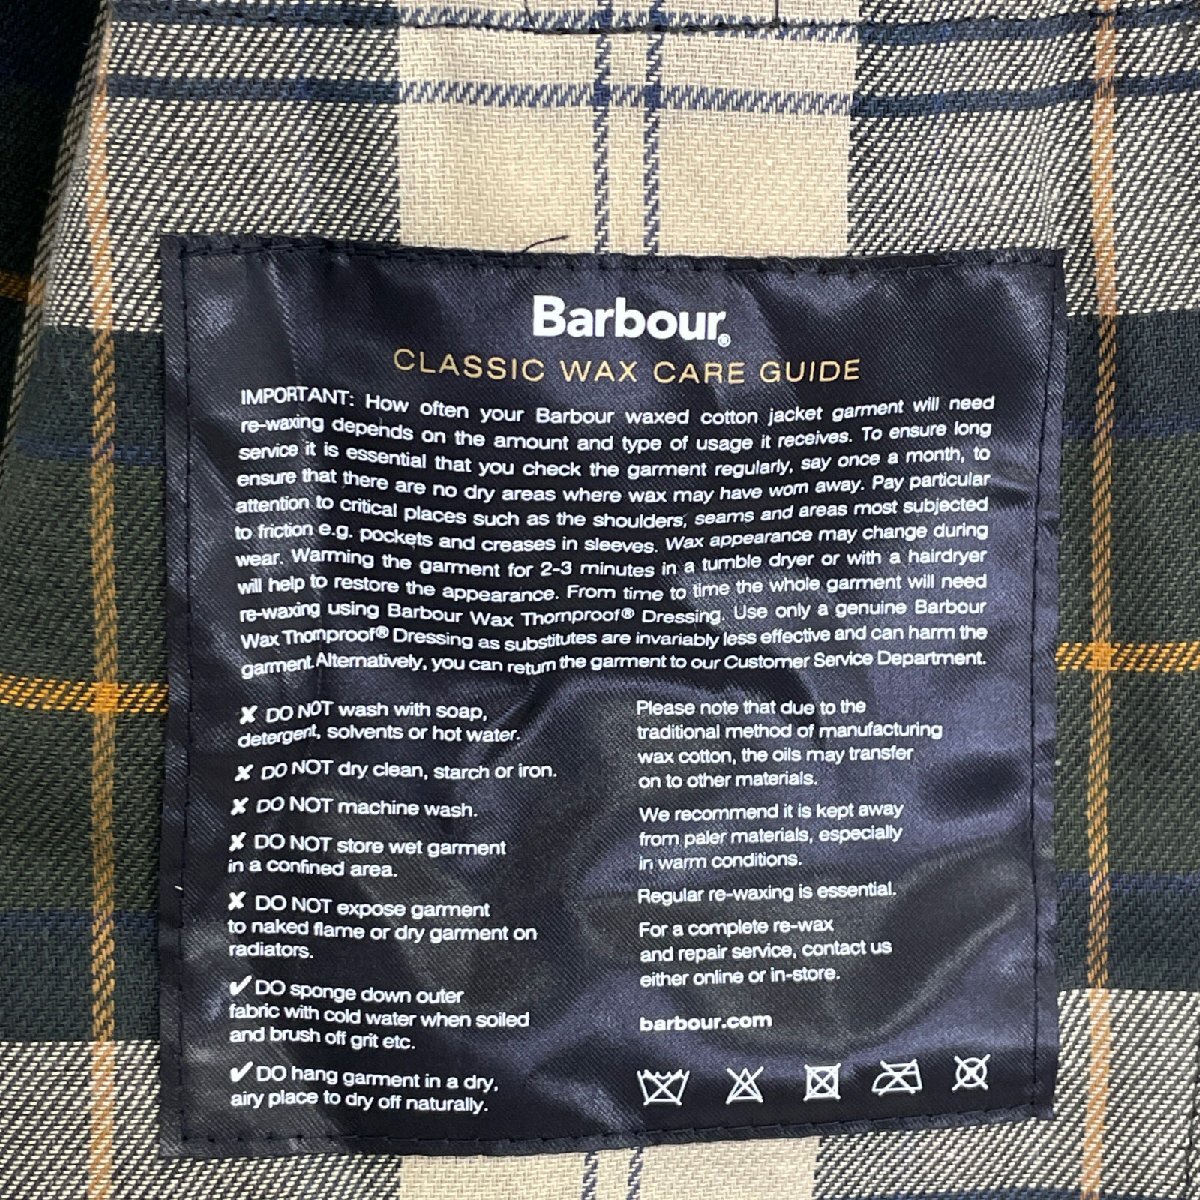 Barbour®
CLASSIC WAX CARE GUIDE
IMPORTANT: How often your Barbour waxed cotton jacket garment will need
re-waxing depends on the amount and type of usage it receives. To ensure long
service it is essential that you check the garment regularly, say once a month, to
ensure that there are no dry areas where wax may have worn away. Pay particular
attention to critical places such as the shoulders, seams and areas most subjected
to friction e.g. pockets and creases in sleeves. Wax appearance may change during
wear. Warming the garment for 2-3 minutes in a tumble dryer or with a hairdryer
will help to restore the appearance. From time to time the whole garment will need
re-waxing using Barbour Wax Thornproof® Dressing. Use only a genuine Barbour
Wax Thornproof® Dressing as substitutes are invariably less effective and can harm the
garment. Alternatively, you can return the garment to our Customer Service Department.
✘ DO NOT wash with soap,
detergent, solvents or hot water.
✘ DO NOT dry clean, starch or iron.
✘ DO NOT machine wash.
✘ DO NOT store wet garment
in a confined area.
✘ DO NOT expose garment
to naked flame or dry garment on
radiators.
✔ DO sponge down outer
fabric with cold water when soiled
and brush off grit etc.
✔ DO hang garment in a dry,
airy place to dry off naturally.
Please note that due to the
traditional method of manufacturing
wax cotton, the oils may transfer
on to other materials.
We recommend it is kept away
from paler materials, especially
in warm conditions.
Regular re-waxing is essential.
For a complete re-wax
and repair service, contact us
either online or in-store.
barbour.com